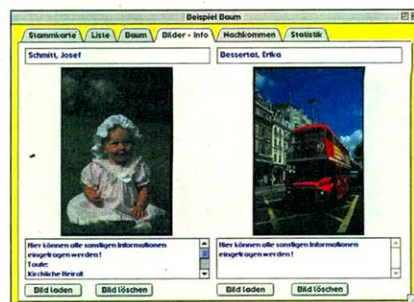 Beispiel Baum
Stammkarte Liste Baum Bilder - Info Nachkommen Statistik
Schmitt, Josef
Bessertal, Erika
Hier können alle sonstigen Informationen
eingetragen werden!
Taufe:
Kirchliche Heirat
Hier können alle sonstigen Informationen
eingetragen werden!
Bild laden Bild löschen
Bild laden Bild löschen